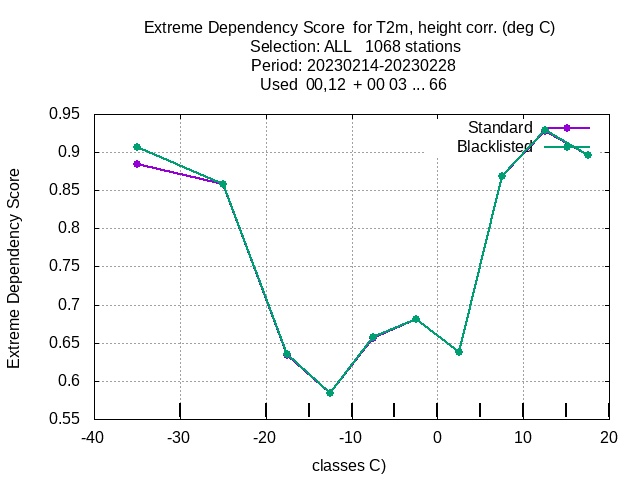 Extreme Dependency Score  for T2m, height corr. (deg C)
Selection: ALL   1068 stations
Period: 20230214-20230228
Used  00,12  + 00 03 ... 66
Extreme Dependency Score
0.95
0.9
0.85
0.8
0.75
0.7
0.65
0.6
0.55
Standard
Blacklisted
-40 -30 -20 -10 0 10 20
classes C)